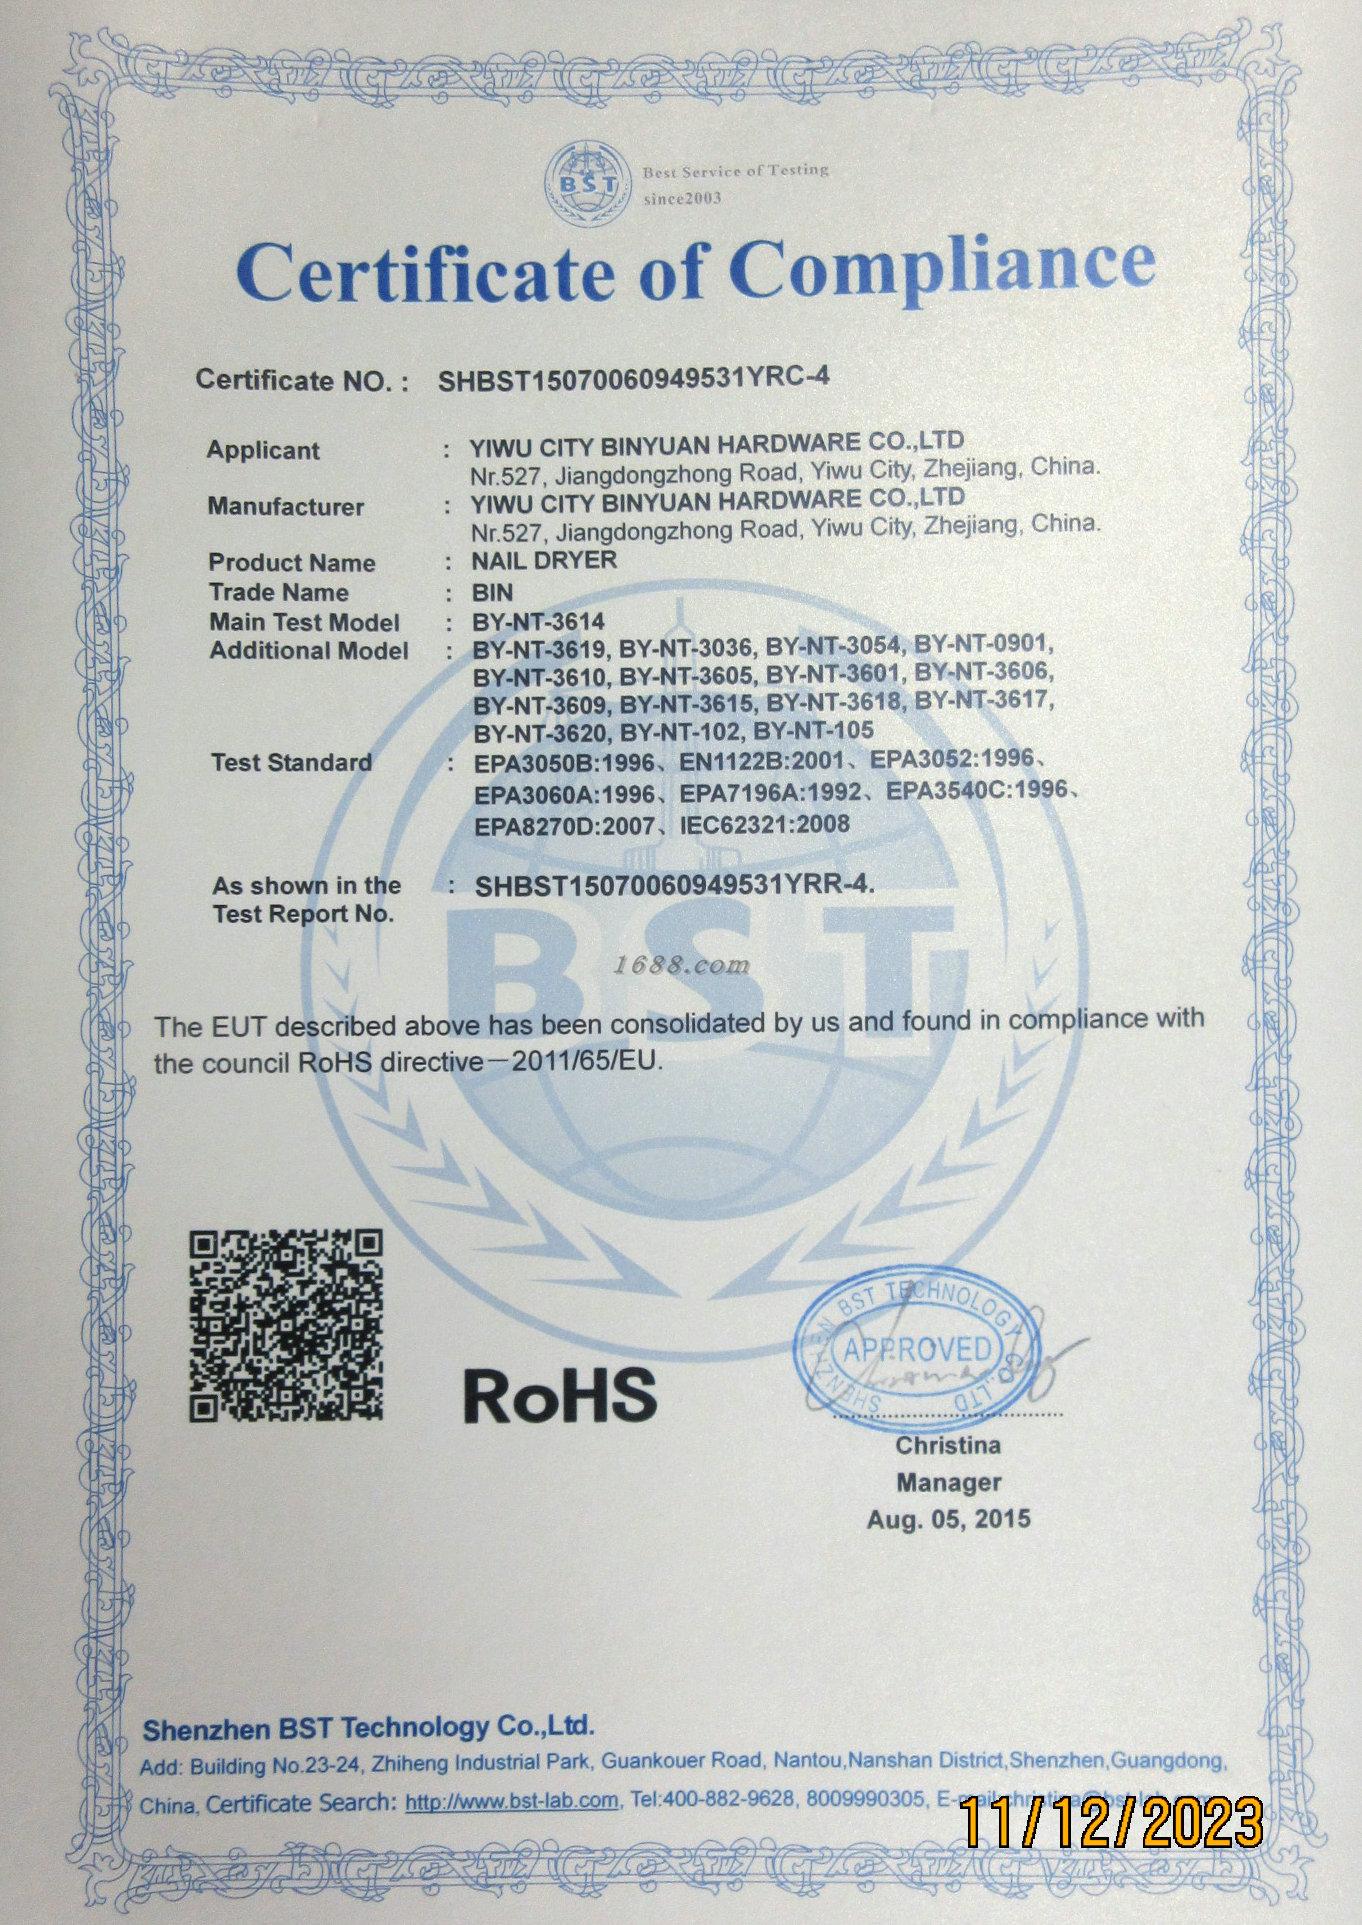 BST
Best Service of Testing
since2003
Certificate of Compliance
Certificate NO. : SHBST15070060949531YRC-4
Applicant : YIWU CITY BINYUAN HARDWARE CO.,LTD
Nr.527, Jiangdongzhong Road, Yiwu City, Zhejiang, China.
Manufacturer : YIWU CITY BINYUAN HARDWARE CO.,LTD
Nr.527, Jiangdongzhong Road, Yiwu City, Zhejiang, China.
Product Name : NAIL DRYER
Trade Name : BIN
Main Test Model : BY-NT-3614
Additional Model : BY-NT-3619, BY-NT-3036, BY-NT-3054, BY-NT-0901,
BY-NT-3610, BY-NT-3605, BY-NT-3601, BY-NT-3606,
BY-NT-3609, BY-NT-3615, BY-NT-3618, BY-NT-3617,
BY-NT-3620, BY-NT-102, BY-NT-105
Test Standard : EPA3050B:1996、EN1122B:2001、EPA3052:1996、
EPA3060A:1996、EPA7196A:1992、EPA3540C:1996、
EPA8270D:2007、IEC62321:2008
As shown in the : SHBST15070060949531YRR-4.
Test Report No.
BST
1688.com
The EUT described above has been consolidated by us and found in compliance with
the council RoHS directive－2011/65/EU.
RoHS
SHENZHEN BST TECHNOLOGY CO.,LTD
APPROVED
Christina
Manager
Aug. 05, 2015
Shenzhen BST Technology Co.,Ltd.
Add: Building No.23-24, Zhiheng Industrial Park, Guankouer Road, Nantou,Nanshan District,Shenzhen,Guangdong,
China, Certificate Search: http://www.bst-lab.com, Tel:400-882-9628, 8009990305, E-mail:christina@bst-lab.com
11/12/2023